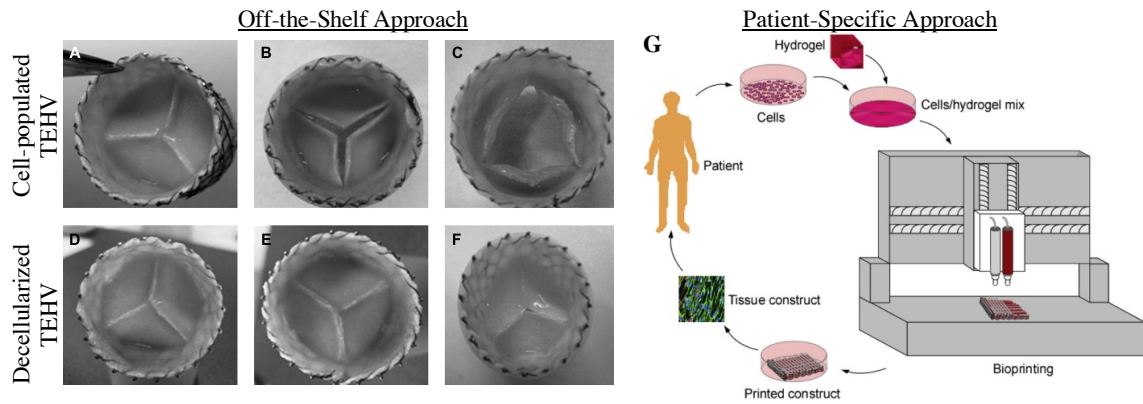 Off-the-Shelf Approach
Patient-Specific Approach
Cell-populated
TEHV
A
B
C
Decellularized
TEHV
D
E
F
G
Hydrogel
Cells
Cells/hydrogel mix
Patient
Tissue construct
Bioprinting
Printed construct